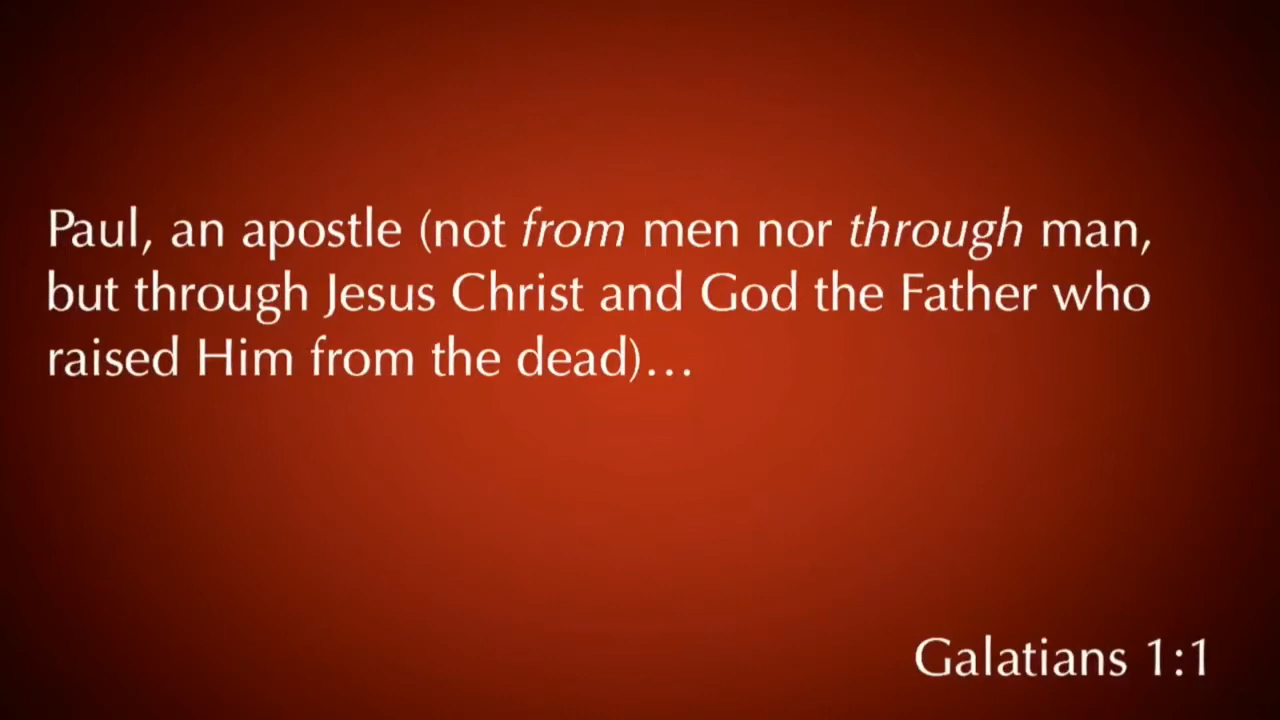 Paul, an apostle (not from men nor through man,
but through Jesus Christ and God the Father who
raised Him from the dead)…
Galatians 1:1